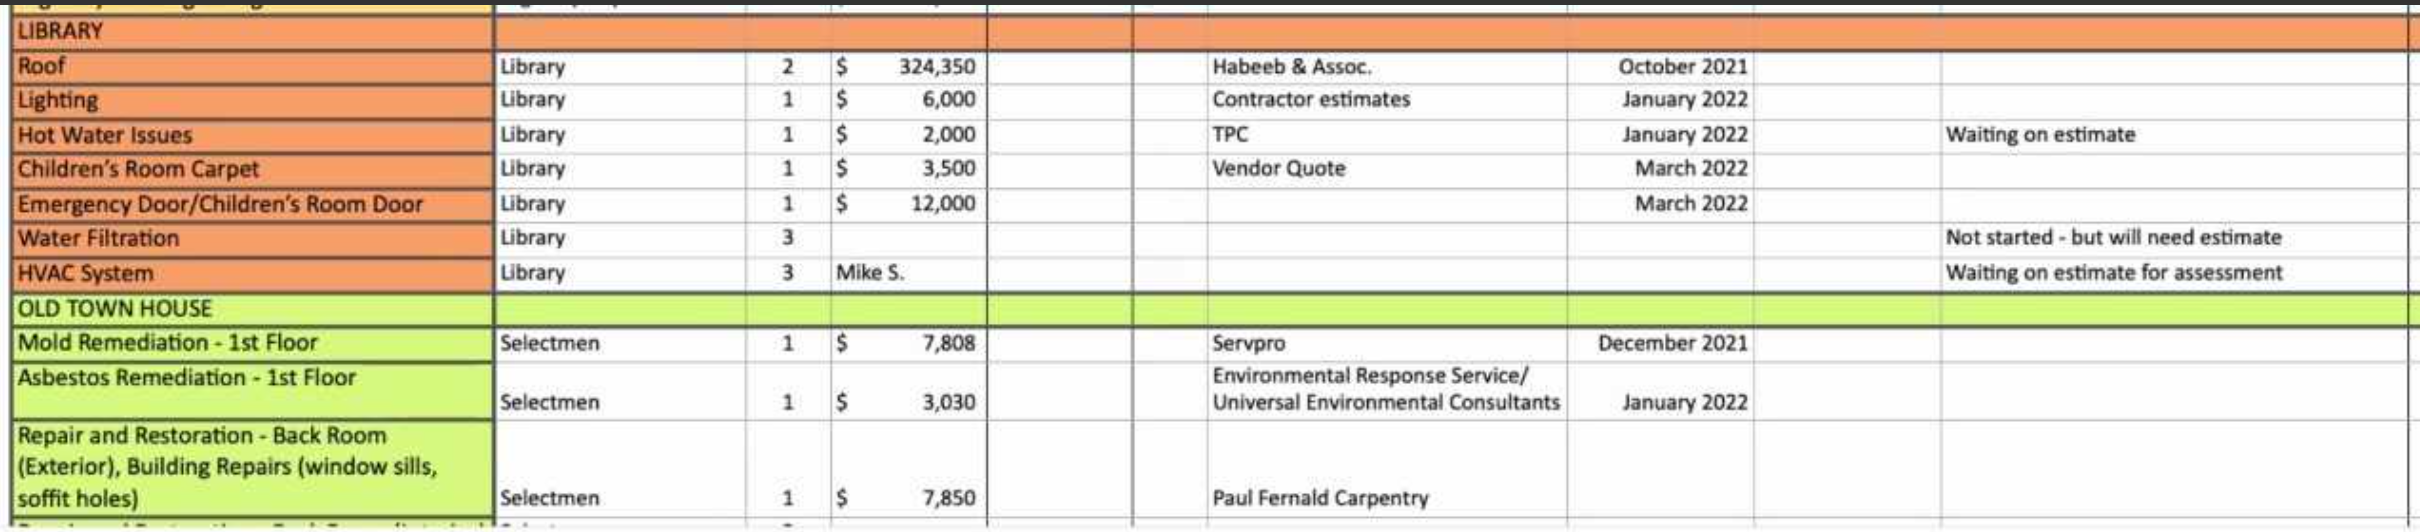 LIBRARY
Roof Library 2 $ 324,350 Habeeb & Assoc. October 2021
Lighting Library 1 $ 6,000 Contractor estimates January 2022
Hot Water Issues Library 1 $ 2,000 TPC January 2022 Waiting on estimate
Children's Room Carpet Library 1 $ 3,500 Vendor Quote March 2022
Emergency Door/Children's Room Door Library 1 $ 12,000 March 2022
Water Filtration Library 3 Not started - but will need estimate
HVAC System Library 3 Mike S. Waiting on estimate for assessment
OLD TOWN HOUSE
Mold Remediation - 1st Floor Selectmen 1 $ 7,808 Servpro December 2021
Asbestos Remediation - 1st Floor Environmental Response Service/
Selectmen 1 $ 3,030 Universal Environmental Consultants January 2022
Repair and Restoration - Back Room
(Exterior), Building Repairs (window sills,
soffit holes) Selectmen 1 $ 7,850 Paul Fernald Carpentry